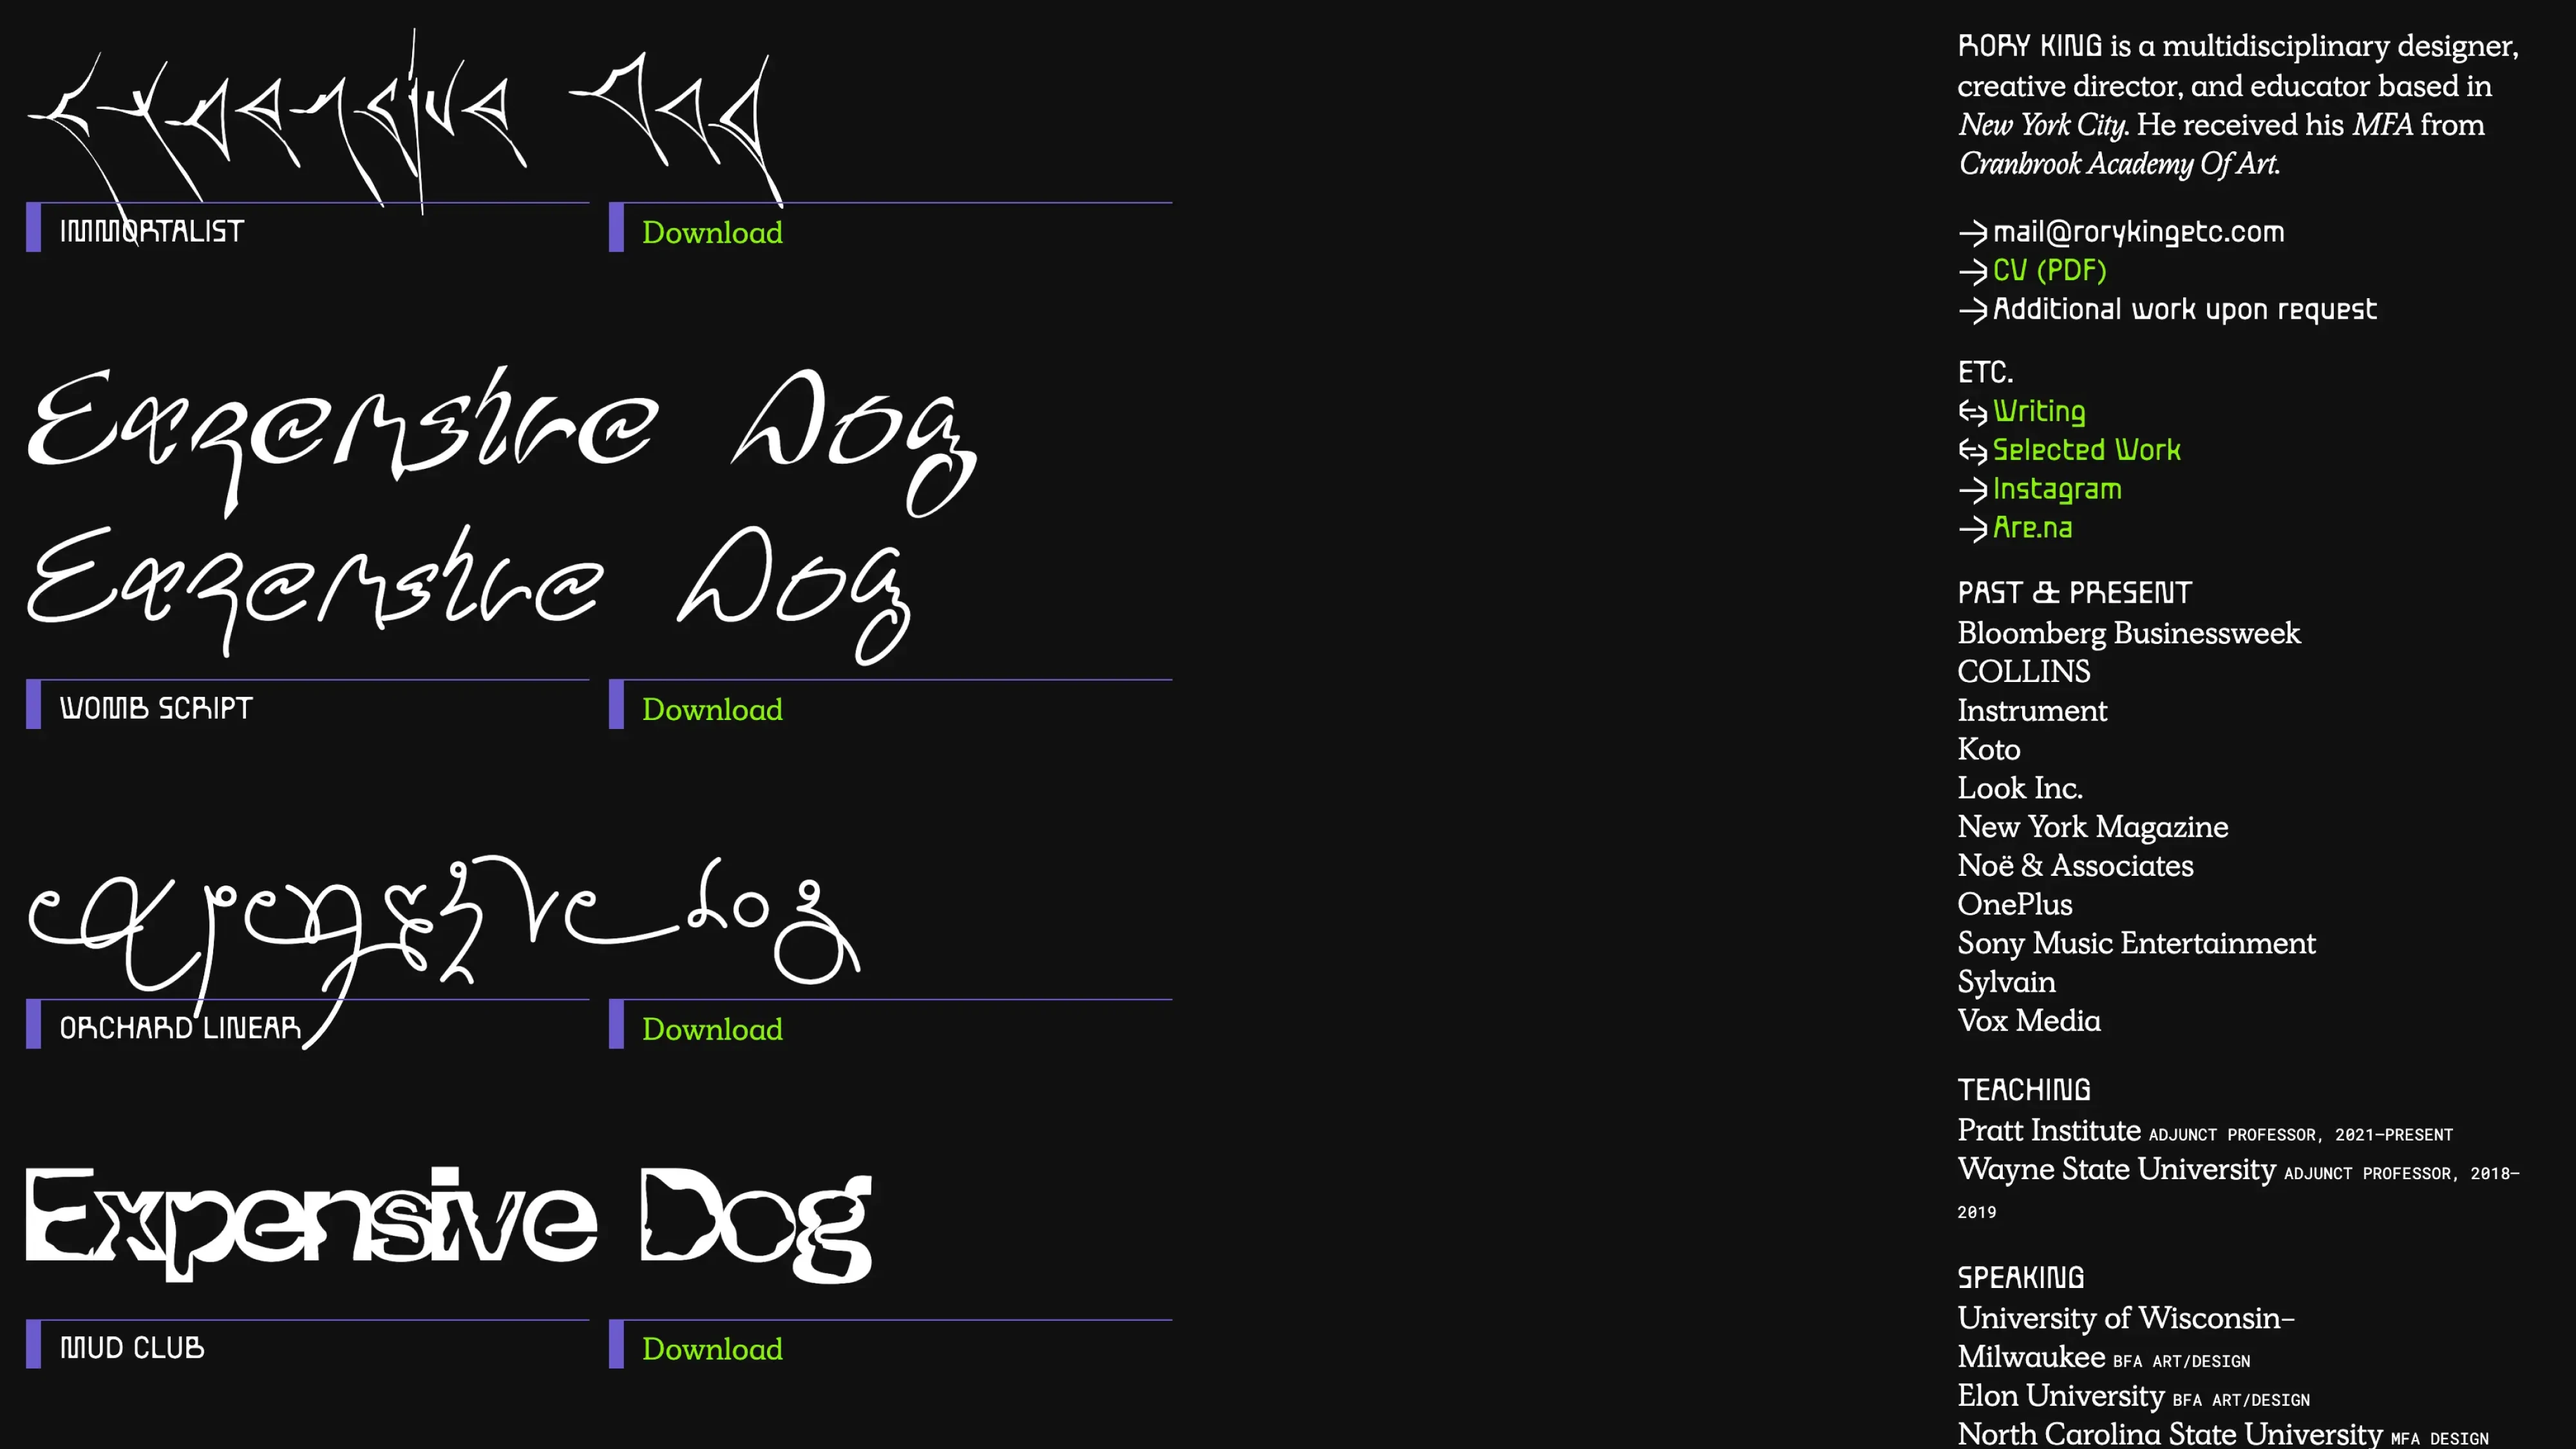 Expensive Dog
IMMORTALIST
Download
Expensive Dog
Expensive Dog
WOMB SCRIPT
Download
expensive dog
ORCHARD LINEAR
Download
Expensive Dog
MUD CLUB
Download
RORY KING is a multidisciplinary designer,
creative director, and educator based in
New York City. He received his MFA from
Cranbrook Academy Of Art.
→mail@rorykingetc.com
→CV (PDF)
→Additional work upon request
ETC.
Writing
Selected Work
→Instagram
→Are.na
PAST & PRESENT
Bloomberg Businessweek
COLLINS
Instrument
Koto
Look Inc.
New York Magazine
Noë & Associates
OnePlus
Sony Music Entertainment
Sylvain
Vox Media
TEACHING
Pratt Institute ADJUNCT PROFESSOR, 2021–PRESENT
Wayne State University ADJUNCT PROFESSOR, 2018–
2019
SPEAKING
University of Wisconsin–
Milwaukee BFA ART/DESIGN
Elon University BFA ART/DESIGN
North Carolina State University MFA DESIGN